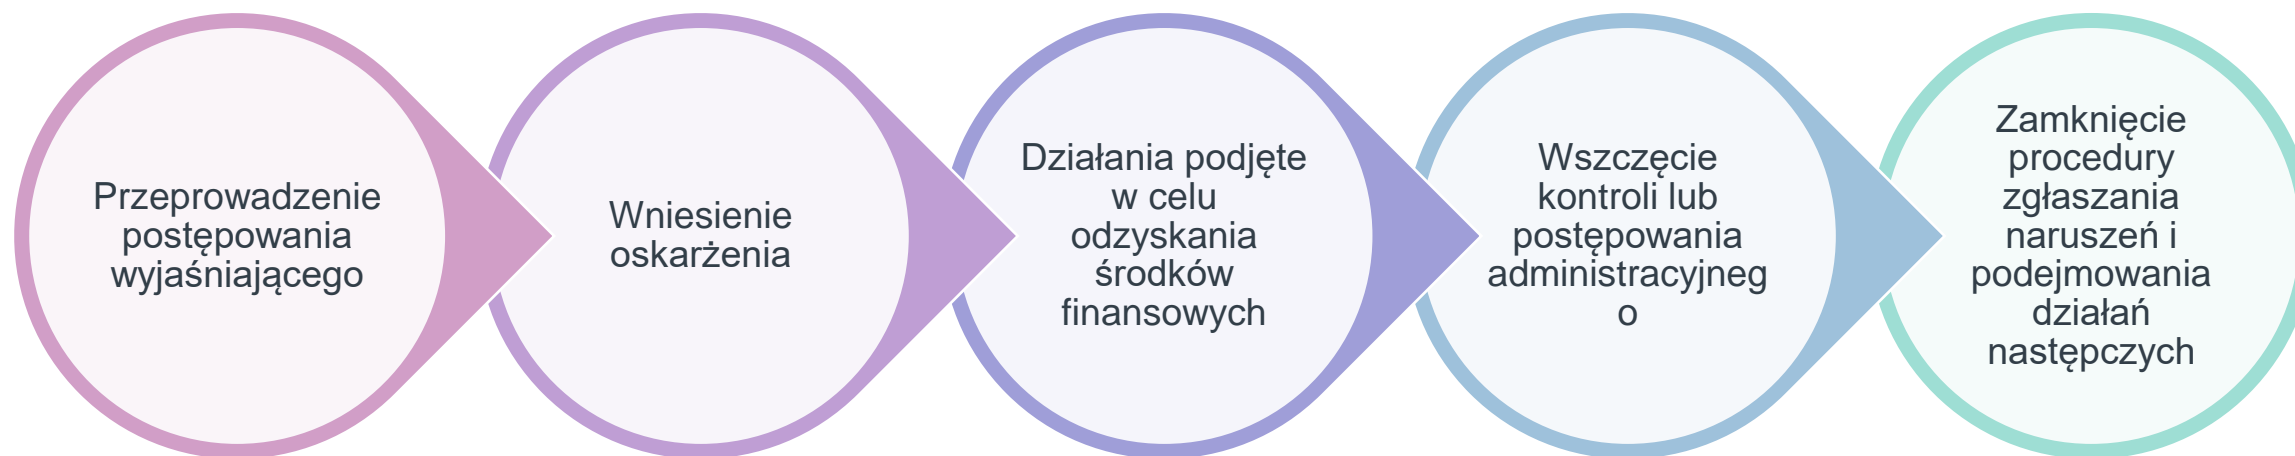 Przeprowadzenie
postępowania
wyjaśniającego
Wniesienie
oskarżenia
Działania podjęte
w celu
odzyskania
środków
finansowych
Wszczęcie
kontroli lub
postępowania
administracyjneg
o
Zamknięcie
procedury
zgłaszania
naruszeń i
podejmowania
działań
następczych